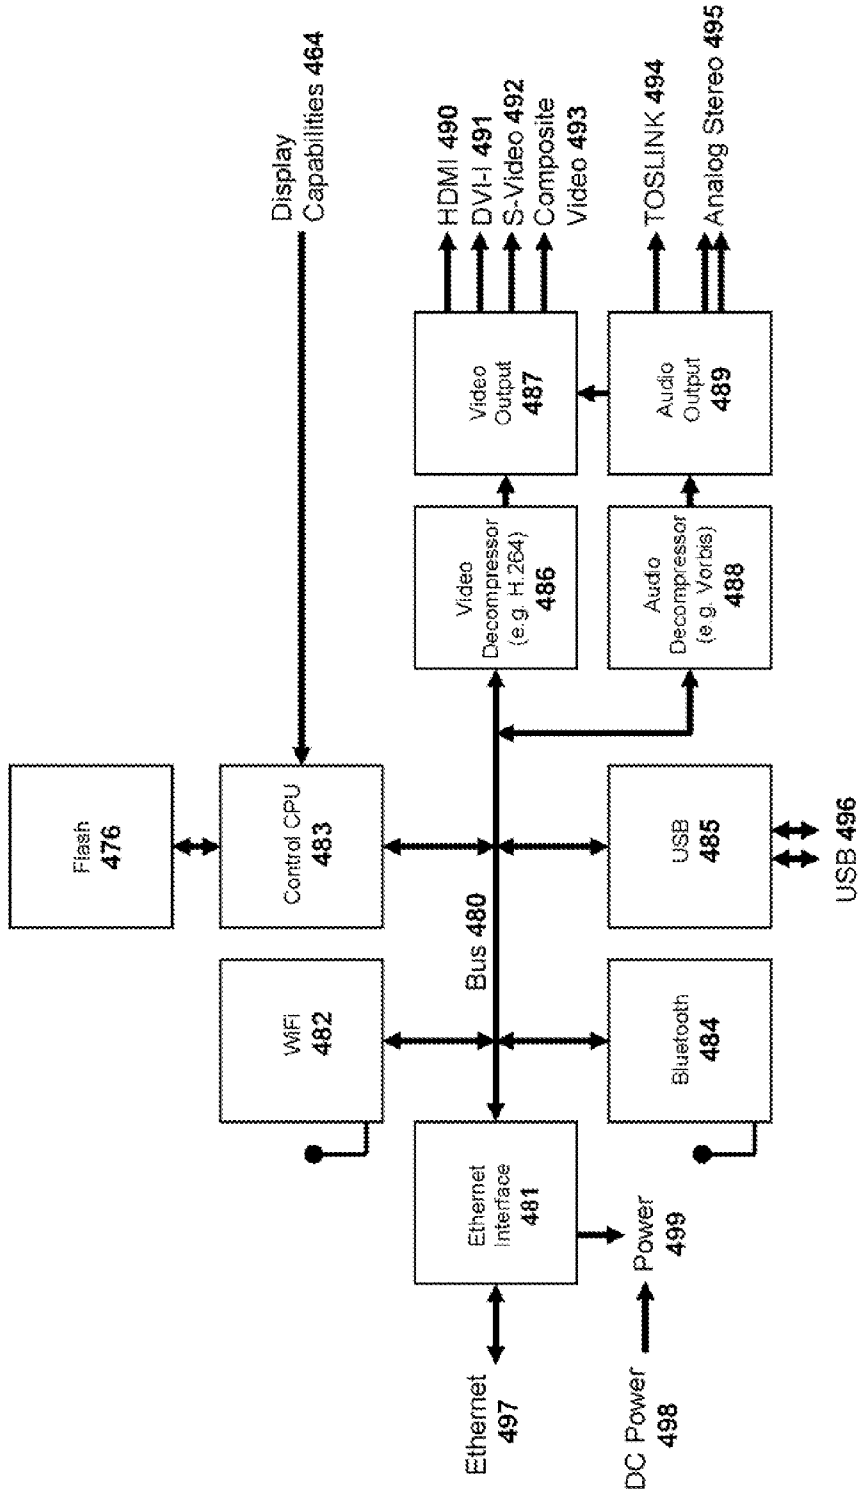 Flash
476
Display
Capabilities 464
WiFi
482
Control CPU
483
HDMI 490
DVI-I 491
S-Video 492
Composite
Video 493
Ethernet
497
Ethernet
Interface
481
Bus 480
Video
Decompressor
(e.g. H.264)
486
Video
Output
487
DC Power
498
Power
499
Bluetooth
484
USB
485
Audio
Decompressor
(e.g. Vorbis)
488
Audio
Output
489
TOSLINK 494
Analog Stereo 495
USB 496